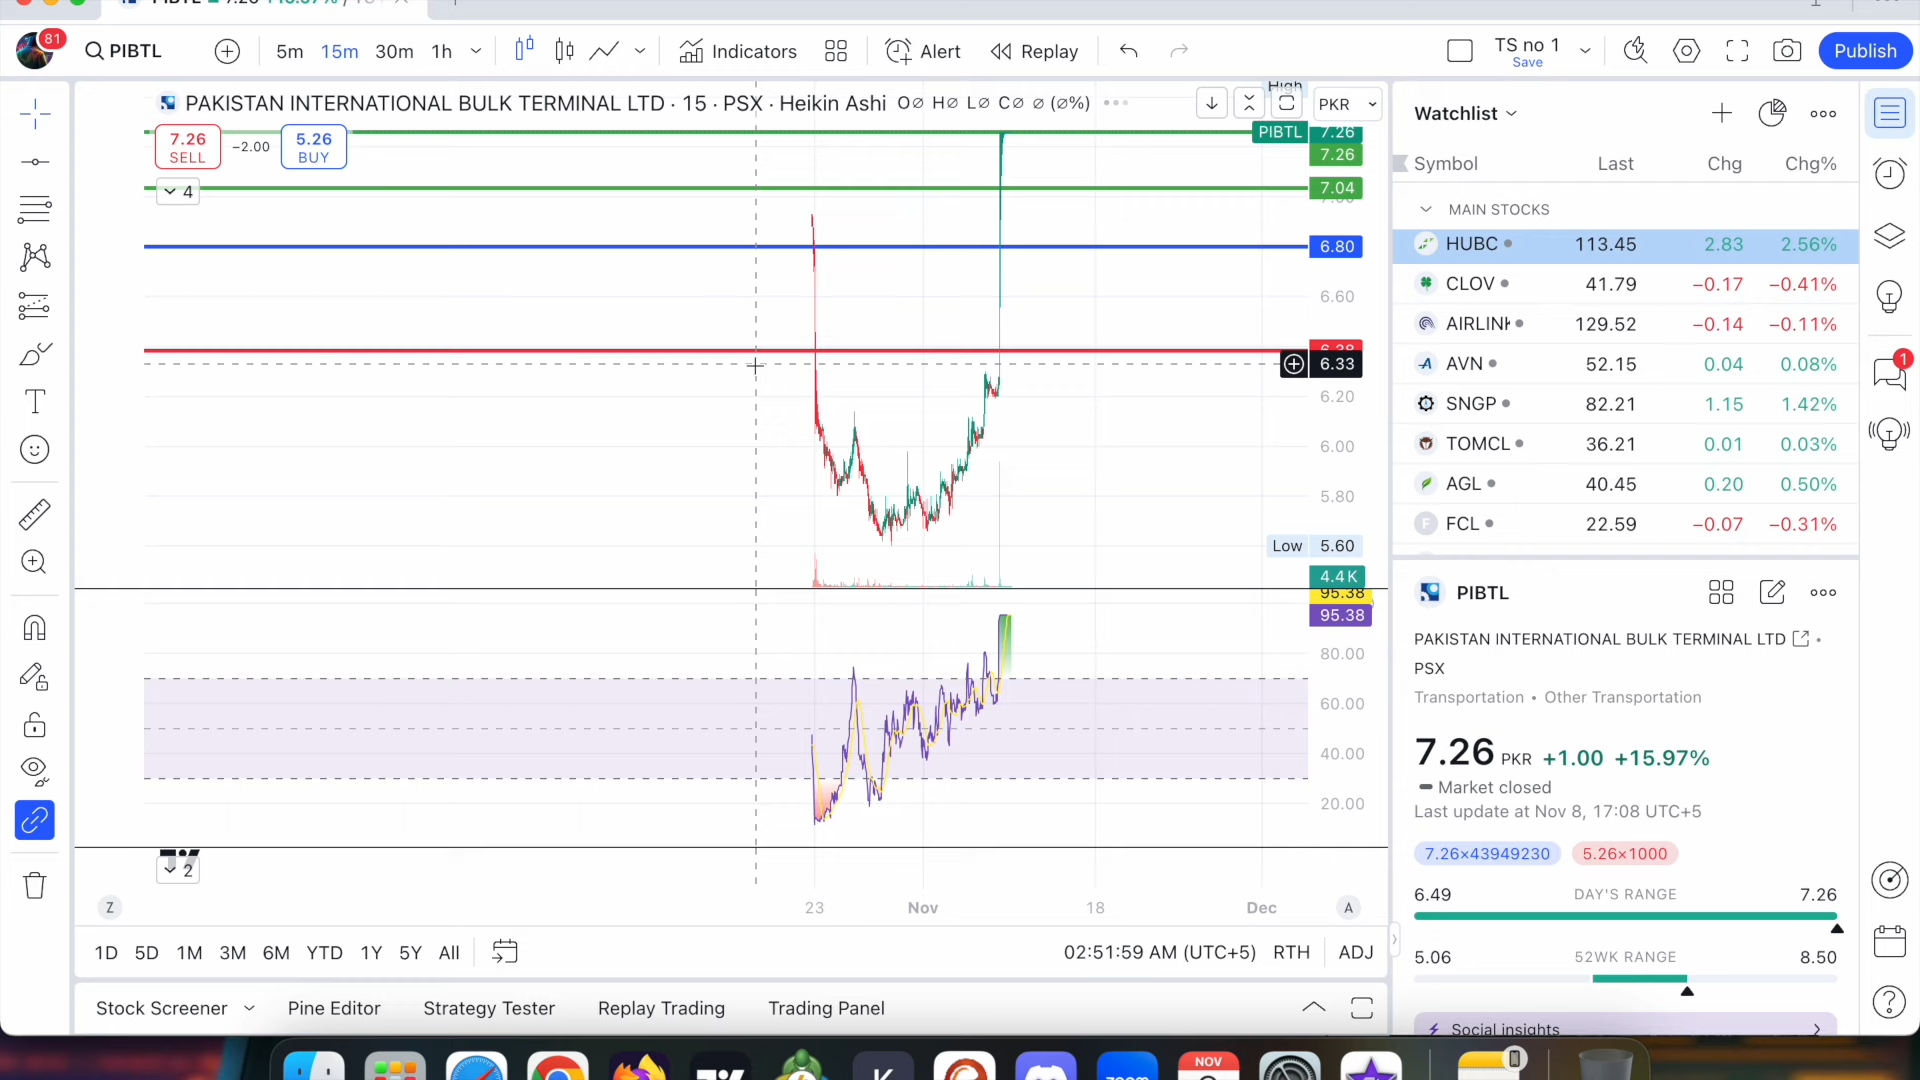 81
PIBTL
5m 15m 30m 1h
Indicators
Alert
Replay
TS no 1
Save
Publish
PAKISTAN INTERNATIONAL BULK TERMINAL LTD · 15 · PSX · Heikin Ashi O∅ H∅ L∅ C∅ ∅ (∅%)
High
PKR
7.26
SELL
−2.00
5.26
BUY
4
PIBTL 7.26
7.26
7.04
6.80
6.60
6.38
6.33
6.20
6.00
5.80
Low 5.60
4.4 K
95.38
95.38
80.00
60.00
40.00
20.00
2
Z
23 Nov 18 Dec
A
1D 5D 1M 3M 6M YTD 1Y 5Y All
02:51:59 AM (UTC+5) RTH ADJ
Stock Screener
Pine Editor
Strategy Tester
Replay Trading
Trading Panel
Watchlist
Symbol Last Chg Chg%
MAIN STOCKS
HUBC 113.45 2.83 2.56%
CLOV 41.79 −0.17 −0.41%
AIRLINK 129.52 −0.14 −0.11%
AVN 52.15 0.04 0.08%
SNGP 82.21 1.15 1.42%
TOMCL 36.21 0.01 0.03%
AGL 40.45 0.20 0.50%
F FCL 22.59 −0.07 −0.31%
PIBTL
PAKISTAN INTERNATIONAL BULK TERMINAL LTD •
PSX
Transportation • Other Transportation
7.26 PKR +1.00 +15.97%
Market closed
Last update at Nov 8, 17:08 UTC+5
7.26×43949230 5.26×1000
6.49 DAY'S RANGE 7.26
5.06 52WK RANGE 8.50
Social insights
1
NOV
zoom